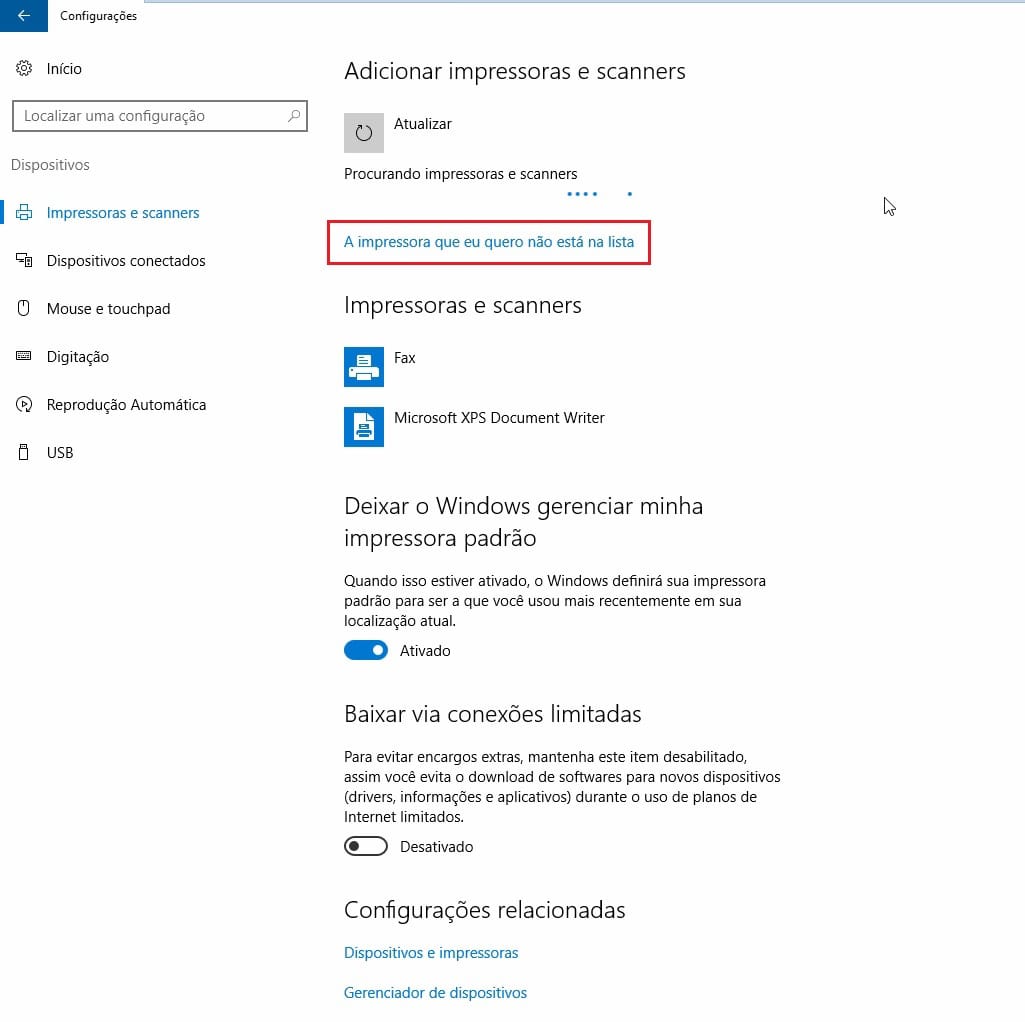 Configurações
Início
Localizar uma configuração
Dispositivos
Impressoras e scanners
Dispositivos conectados
Mouse e touchpad
Digitação
Reprodução Automática
USB
Adicionar impressoras e scanners
Atualizar
Procurando impressoras e scanners
A impressora que eu quero não está na lista
Impressoras e scanners
Fax
Microsoft XPS Document Writer
Deixar o Windows gerenciar minha
impressora padrão
Quando isso estiver ativado, o Windows definirá sua impressora
padrão para ser a que você usou mais recentemente em sua
localização atual.
Ativado
Baixar via conexões limitadas
Para evitar encargos extras, mantenha este item desabilitado,
assim você evita o download de softwares para novos dispositivos
(drivers, informações e aplicativos) durante o uso de planos de
Internet limitados.
Desativado
Configurações relacionadas
Dispositivos e impressoras
Gerenciador de dispositivos